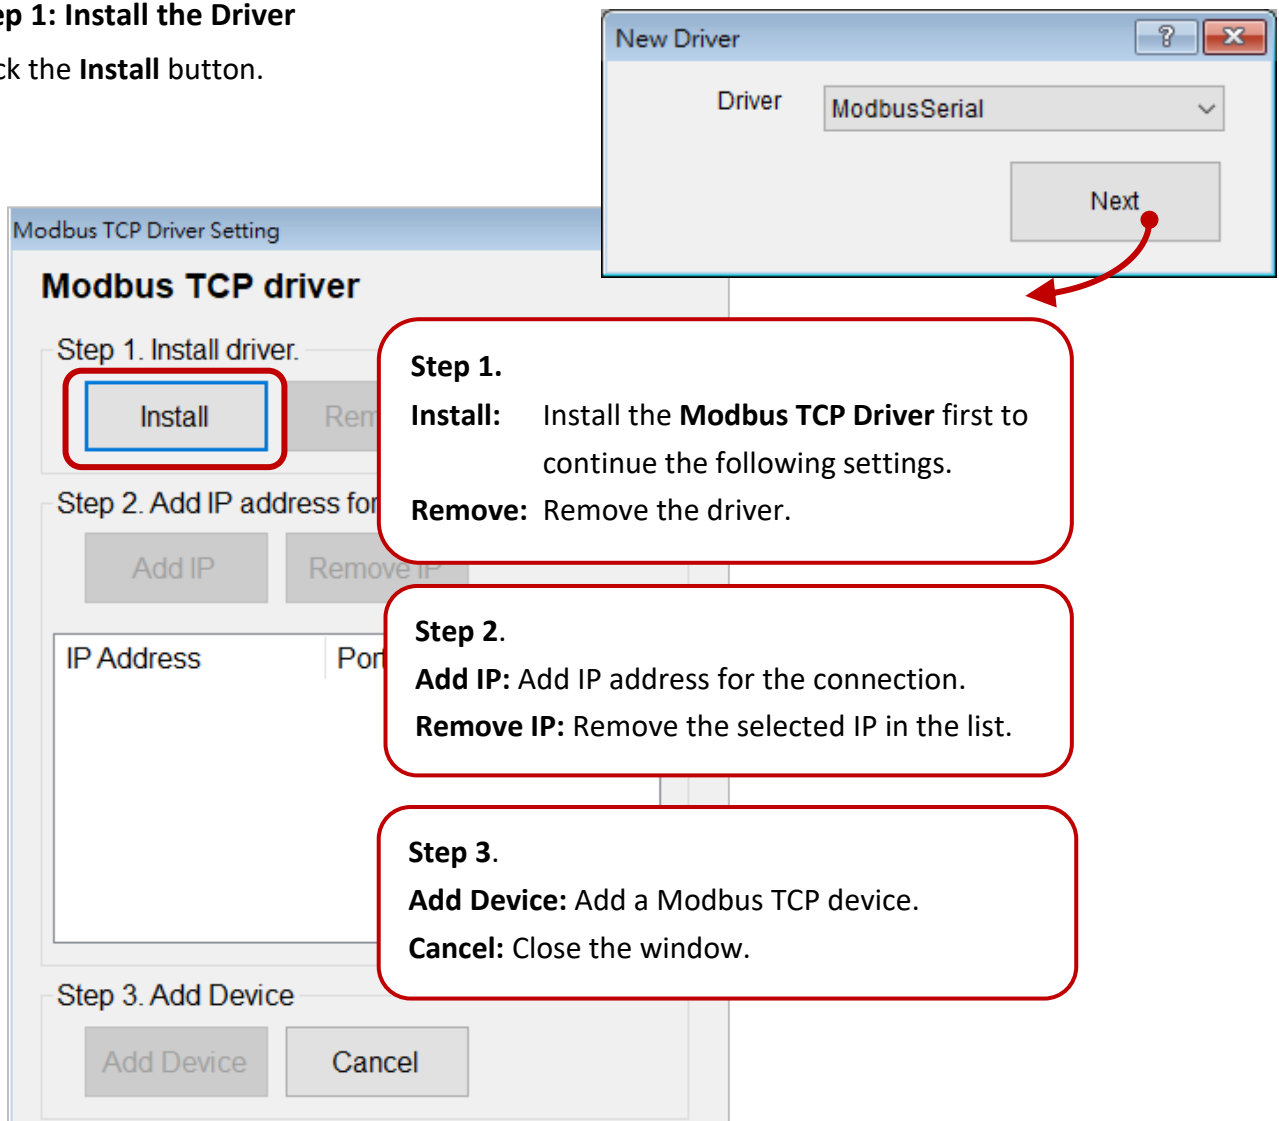 ep 1: Install the Driver
ck the Install button.
New Driver
Driver
ModbusSerial
Next
Modbus TCP Driver Setting
Modbus TCP driver
Step 1. Install driver.
Install
Rem
Step 1.
Install: Install the Modbus TCP Driver first to
continue the following settings.
Remove: Remove the driver.
Step 2. Add IP address for
Add IP
Remove IP
IP Address
Port
Step 2.
Add IP: Add IP address for the connection.
Remove IP: Remove the selected IP in the list.
Step 3.
Add Device: Add a Modbus TCP device.
Cancel: Close the window.
Step 3. Add Device
Add Device
Cancel